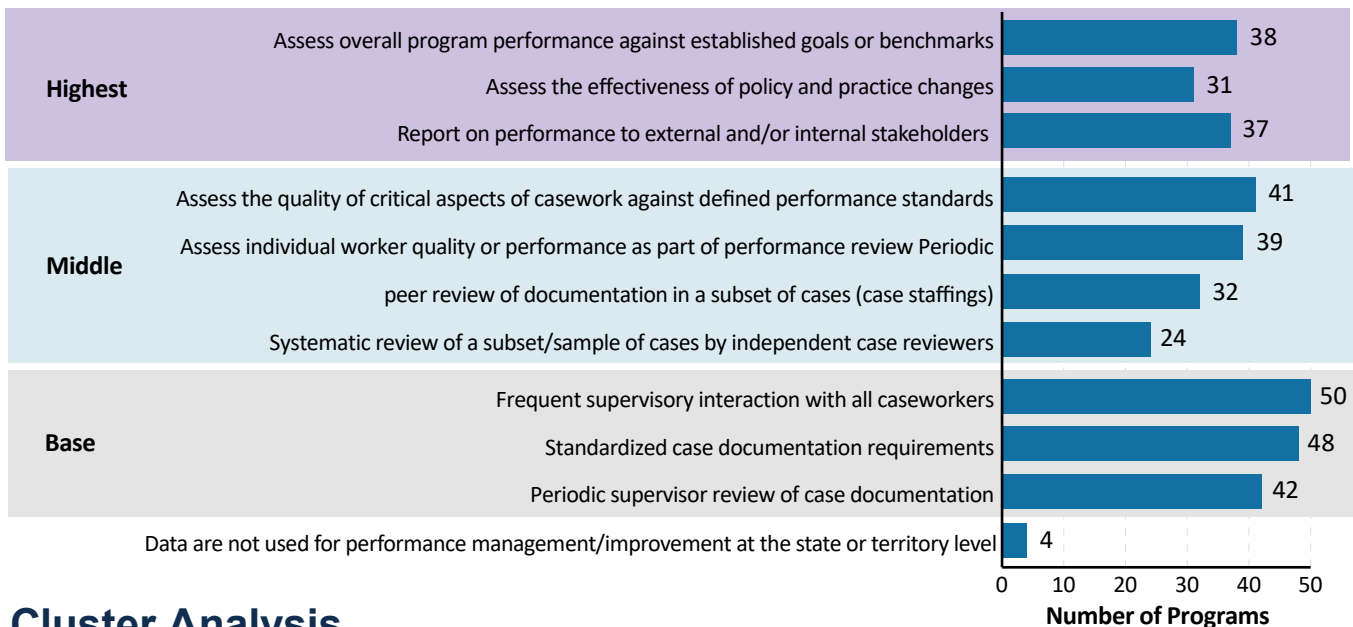 Assess overall program performance against established goals or benchmarks 38
Highest
Assess the effectiveness of policy and practice changes 31
Report on performance to external and/or internal stakeholders 37
Assess the quality of critical aspects of casework against defined performance standards 41
Assess individual worker quality or performance as part of performance review Periodic 39
Middle
peer review of documentation in a subset of cases (case staffings) 32
Systematic review of a subset/sample of cases by independent case reviewers 24
Frequent supervisory interaction with all caseworkers 50
Base
Standardized case documentation requirements 48
Periodic supervisor review of case documentation 42
Data are not used for performance management/improvement at the state or territory level 4
0 10 20 30 40 50
Number of Programs
Cluster Analysis